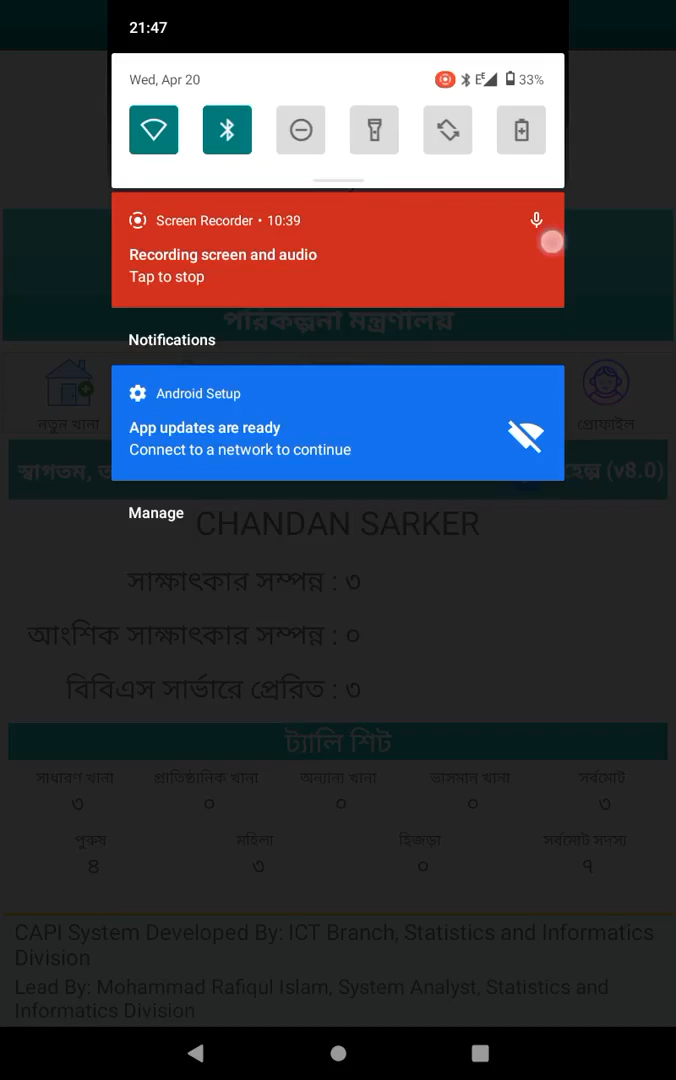 21:47
Wed, Apr 20
33%
Screen Recorder • 10:39
Recording screen and audio
Tap to stop
পরিকল্পনা মন্ত্রণালয়
Notifications
Android Setup
নতুন খানা
প্রোফাইল
App updates are ready
Connect to a network to continue
স্বাগতম,
(v8.0)
Manage
CHANDAN SARKER
সাক্ষাৎকার সম্পন্ন : ৩
আংশিক সাক্ষাৎকার সম্পন্ন : ০
বিবিএস সার্ভারে প্রেরিত : ৩
ট্যালি শিট
সাধারণ খানা প্রাতিষ্ঠানিক খানা অন্যান্য খানা ভাসমান খানা সর্বমোট
৩ ০ ০ ০ ৩
পুরুষ মহিলা হিজড়া সর্বমোট সদস্য
৪ ৩ ০ ৭
CAPI System Developed By: ICT Branch, Statistics and Informatics
Division
Lead By: Mohammad Rafiqul Islam, System Analyst, Statistics and
Informatics Division